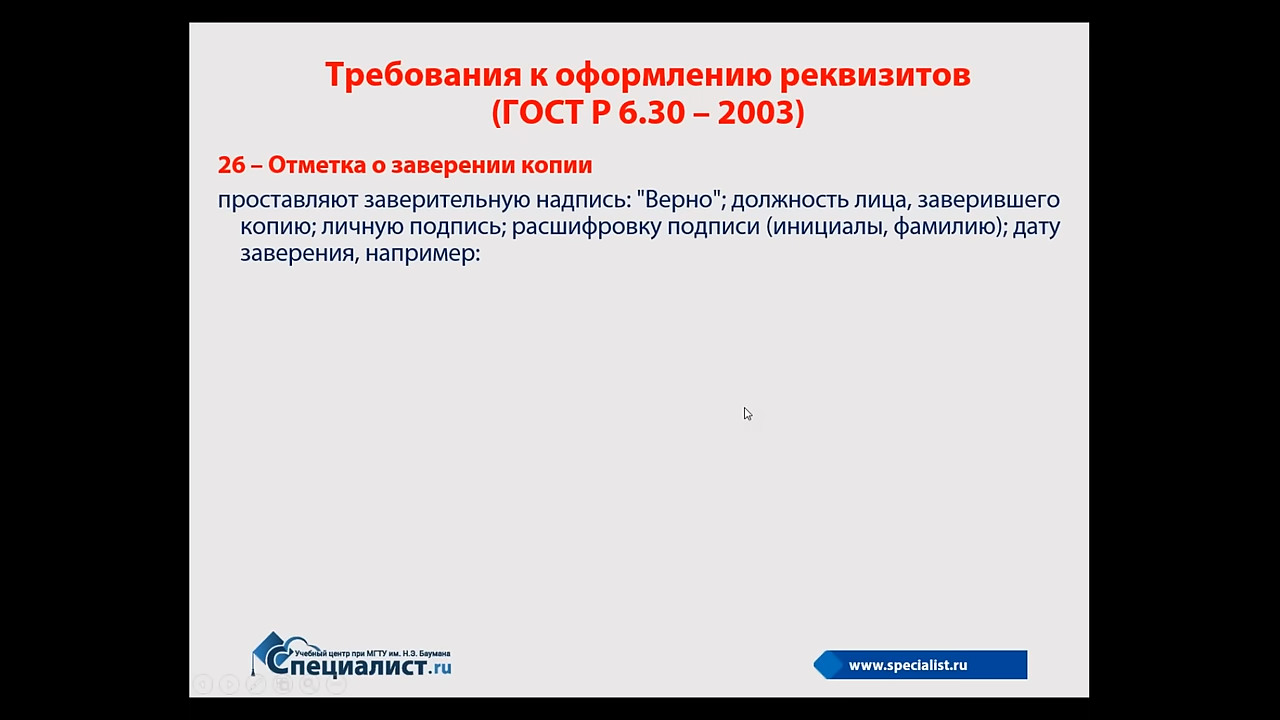 Требования к оформлению реквизитов
(ГОСТ Р 6.30 – 2003)
26 – Отметка о заверении копии
проставляют заверительную надпись: "Верно"; должность лица, заверившего
копию; личную подпись; расшифровку подписи (инициалы, фамилию); дату
заверения, например:
Учебный центр при МГТУ им. Н.Э. Баумана
Специалист.ru
www.specialist.ru